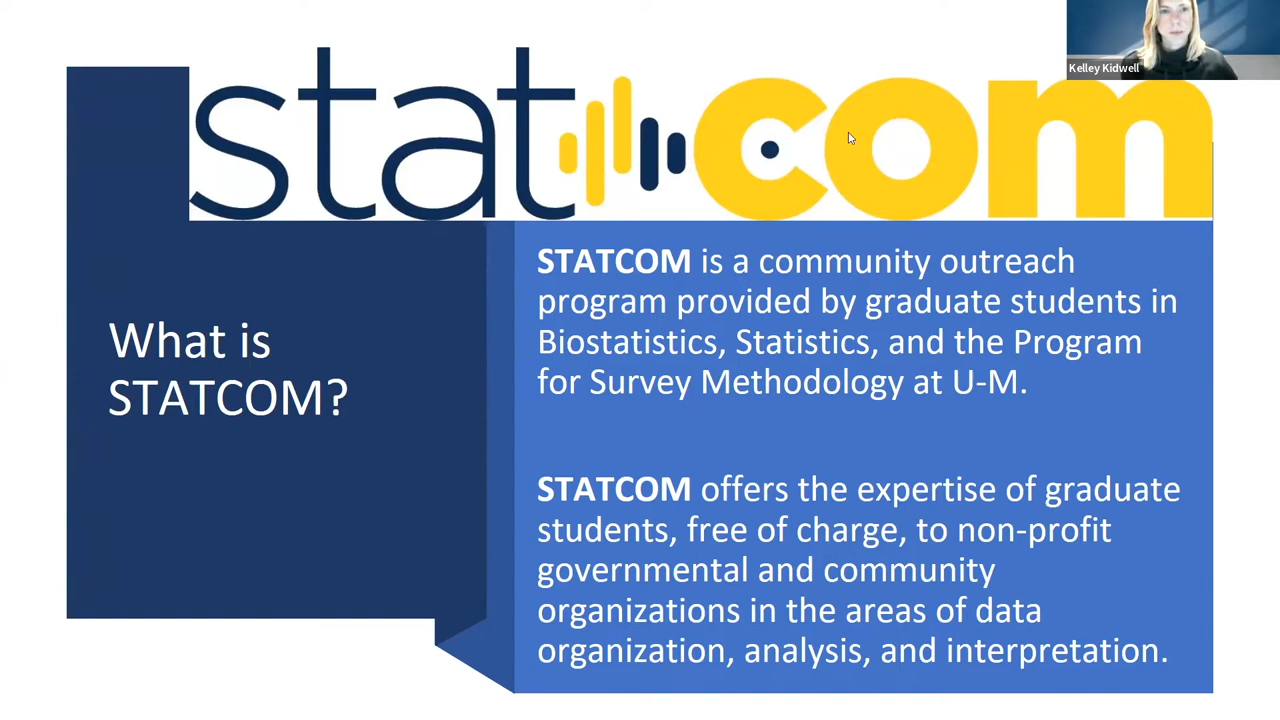 Kelley Kidwell
statcom
What is
STATCOM?
STATCOM is a community outreach
program provided by graduate students in
Biostatistics, Statistics, and the Program
for Survey Methodology at U-M.
STATCOM offers the expertise of graduate
students, free of charge, to non-profit
governmental and community
organizations in the areas of data
organization, analysis, and interpretation.